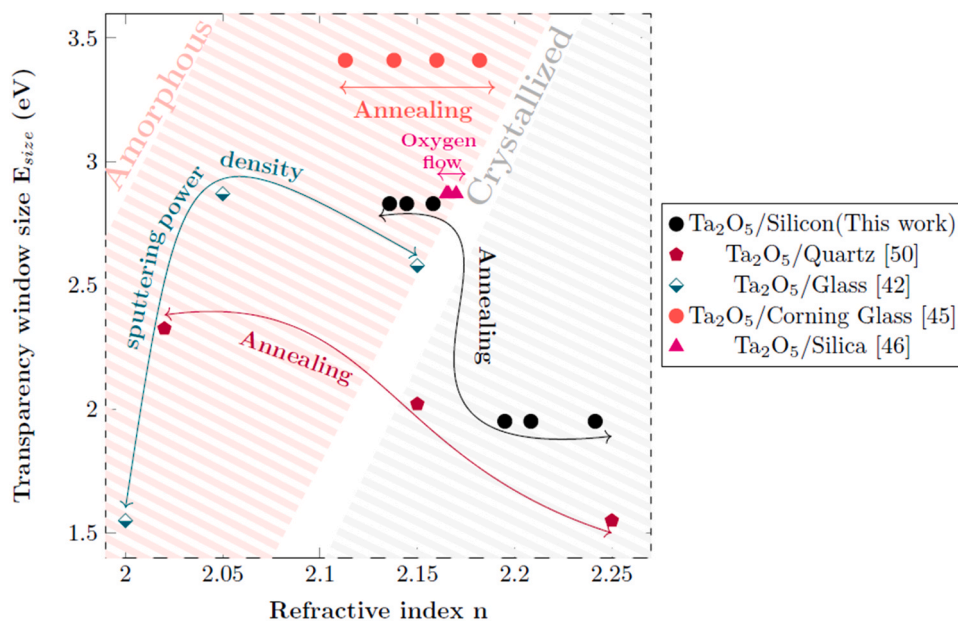 3.5
3
2.5
2
1.5
Transparency window size E_size (eV)
Amorphous
Crystallized
Annealing
Oxygen
flow
sputtering power density
Annealing
Annealing
2
2.05
2.1
2.15
2.2
2.25
Refractive index n
Ta₂O₅/Silicon(This work)
Ta₂O₅/Quartz [50]
Ta₂O₅/Glass [42]
Ta₂O₅/Corning Glass [45]
Ta₂O₅/Silica [46]